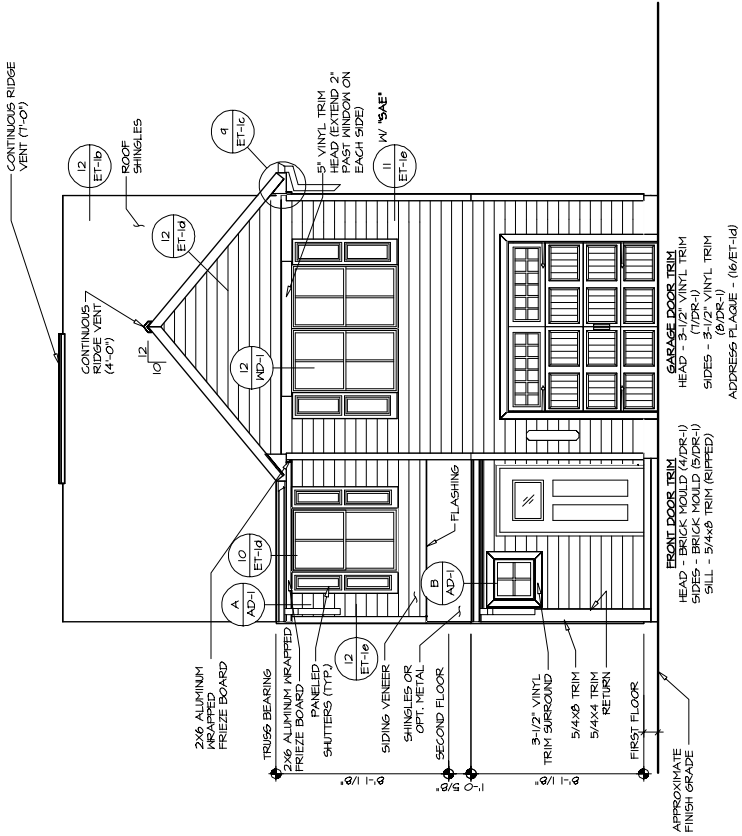 CONTINUOUS RIDGE
VENT (7'-0")
12
ET-1b
ROOF
SHINGLES
CONTINUOUS
RIDGE VENT
(4'-0")
12
10
12
ET-1d
9
ET-1c
5" VINYL TRIM
HEAD (EXTEND 2"
PAST WINDOW ON
EACH SIDE)
11
ET-1e
W/ "SAE"
12
WD-1
10
ET-1d
A
AD-1
12
ET-1e
B
AD-1
2X6 ALUMINUM
WRAPPED
FRIEZE BOARD
TRUSS BEARING
2X6 ALUMINUM WRAPPED
FRIEZE BOARD
PANELED
SHUTTERS (TYP.)
SIDING VENEER
FLASHING
SHINGLES OR
OPT. METAL
SECOND FLOOR
3-1/2" VINYL
TRIM SURROUND
5/4x8 TRIM
5/4X4 TRIM
RETURN
FIRST FLOOR
APPROXIMATE
FINISH GRADE
8'-1 1/8"
1'-0 5/8"
8'-1 1/8"
FRONT DOOR TRIM
HEAD - BRICK MOULD (4/DR-1)
SIDES - BRICK MOULD (5/DR-1)
SILL - 5/4x8 TRIM (RIPPED)
GARAGE DOOR TRIM
HEAD - 3-1/2" VINYL TRIM
(7/DR-1)
SIDES - 3-1/2" VINYL TRIM
(8/DR-1)
ADDRESS PLAQUE - (16/ET-1d)